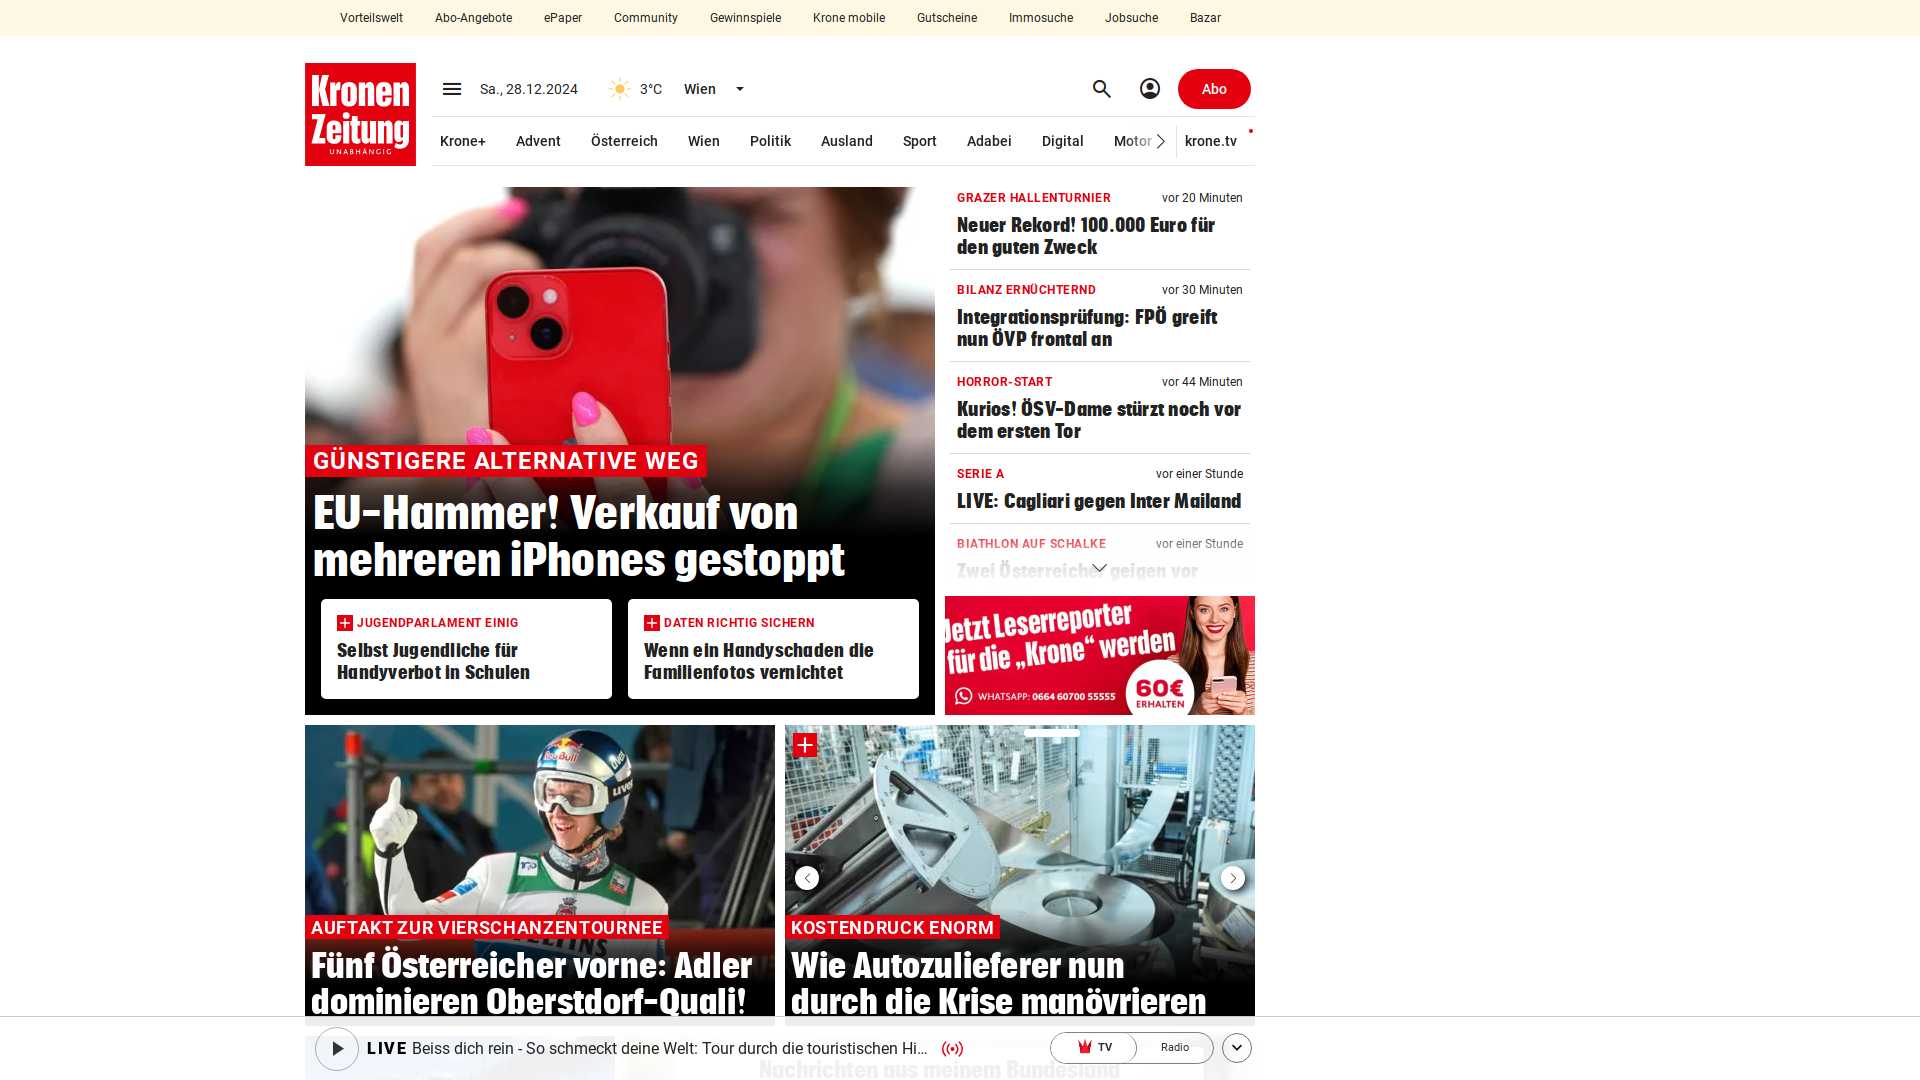 Vorteilswelt Abo-Angebote ePaper Community Gewinnspiele Krone mobile Gutscheine Immosuche Jobsuche Bazar
Kronen
Zeitung
UNABHÄNGIG
Sa., 28.12.2024 3°C Wien Abo
Krone+ Advent Österreich Wien Politik Ausland Sport Adabei Digital Motor krone.tv
GÜNSTIGERE ALTERNATIVE WEG
EU-Hammer! Verkauf von
mehreren iPhones gestoppt
JUGENDPARLAMENT EINIG
Selbst Jugendliche für
Handyverbot in Schulen
DATEN RICHTIG SICHERN
Wenn ein Handyschaden die
Familienfotos vernichtet
GRAZER HALLENTURNIER vor 20 Minuten
Neuer Rekord! 100.000 Euro für
den guten Zweck
BILANZ ERNÜCHTERND vor 30 Minuten
Integrationsprüfung: FPÖ greift
nun ÖVP frontal an
HORROR-START vor 44 Minuten
Kurios! ÖSV-Dame stürzt noch vor
dem ersten Tor
SERIE A vor einer Stunde
LIVE: Cagliari gegen Inter Mailand
BIATHLON AUF SCHALKE vor einer Stunde
Zwei Österreicher geigen vor
Jetzt Leserreporter
für die „Krone“ werden
WHATSAPP: 0664 60700 55555
60€
ERHALTEN
Red Bull
AUFTAKT ZUR VIERSCHANZENTOURNEE
Fünf Österreicher vorne: Adler
dominieren Oberstdorf-Quali!
KOSTENDRUCK ENORM
Wie Autozulieferer nun
durch die Krise manövrieren
LIVE Beiss dich rein - So schmeckt deine Welt: Tour durch die touristischen Hi... TV Radio
Nachrichten aus meinem Bundesland